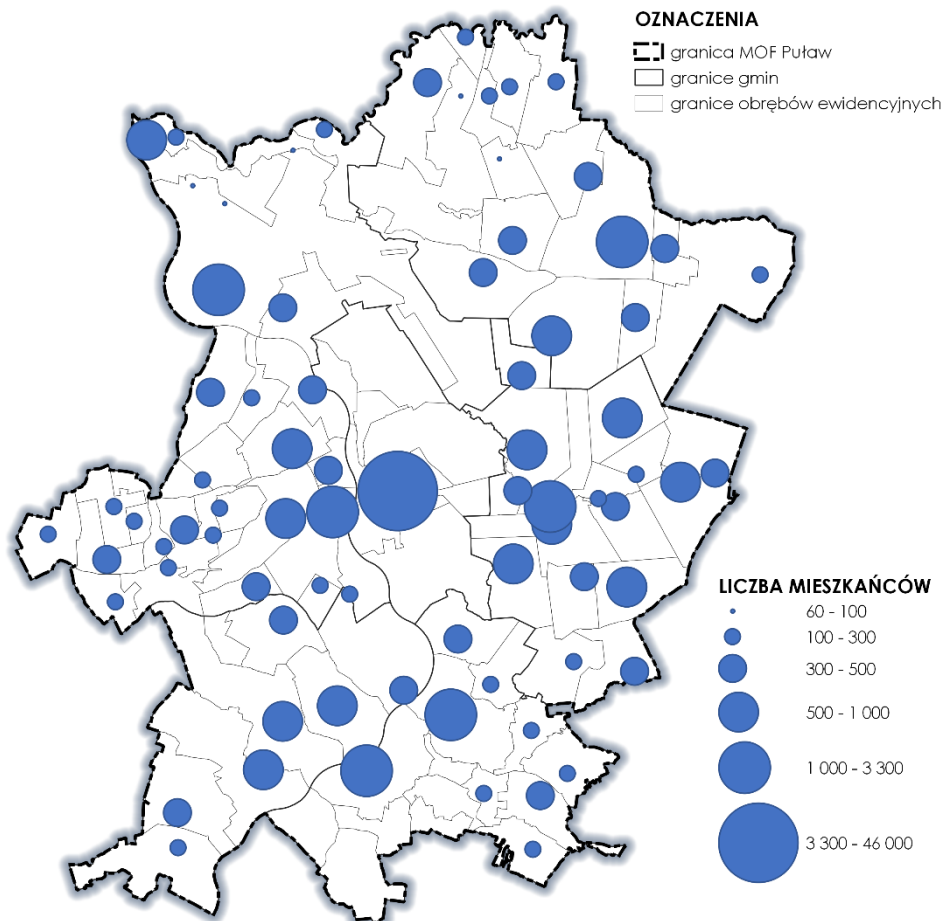 OZNACZENIA
granica MOF Puław
granice gmin
granice obrębów ewidencyjnych
LICZBA MIESZKAŃCÓW
60 - 100
100 - 300
300 - 500
500 - 1 000
1 000 - 3 300
3 300 - 46 000